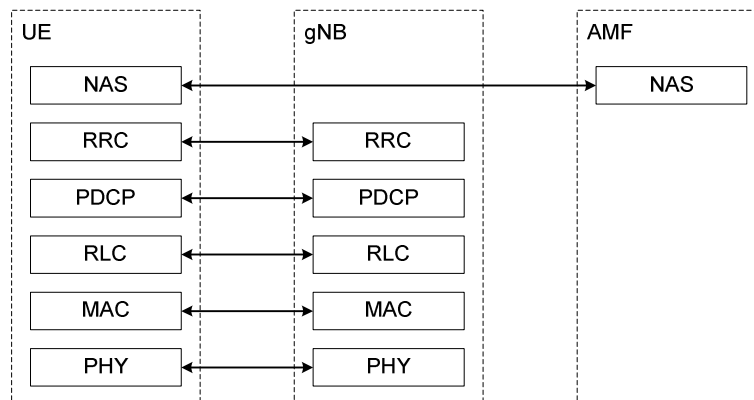 UE
gNB
AMF
NAS
NAS
RRC
RRC
PDCP
PDCP
RLC
RLC
MAC
MAC
PHY
PHY